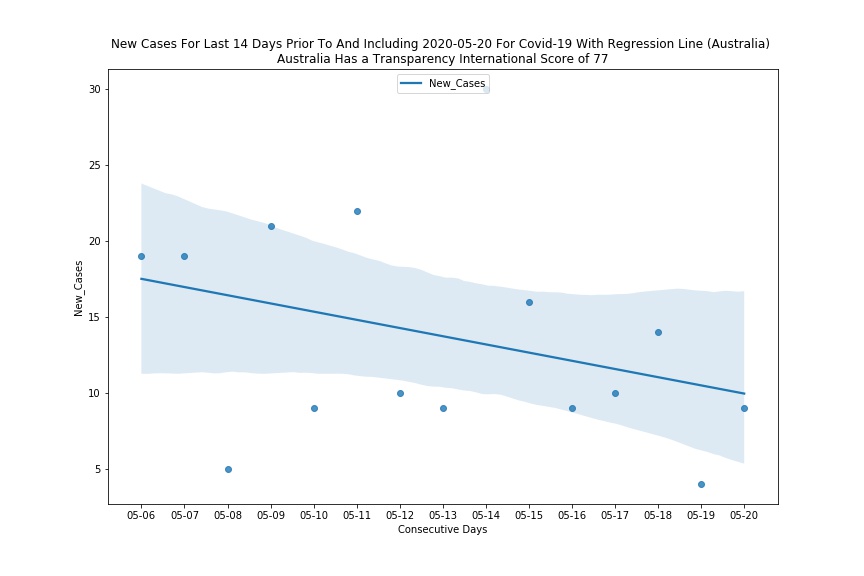 New Cases For Last 14 Days Prior To And Including 2020-05-20 For Covid-19 With Regression Line (Australia)
Australia Has a Transparency International Score of 77
New_Cases
30
25
20
15
10
5
New_Cases
05-06 05-07 05-08 05-09 05-10 05-11 05-12 05-13 05-14 05-15 05-16 05-17 05-18 05-19 05-20
Consecutive Days